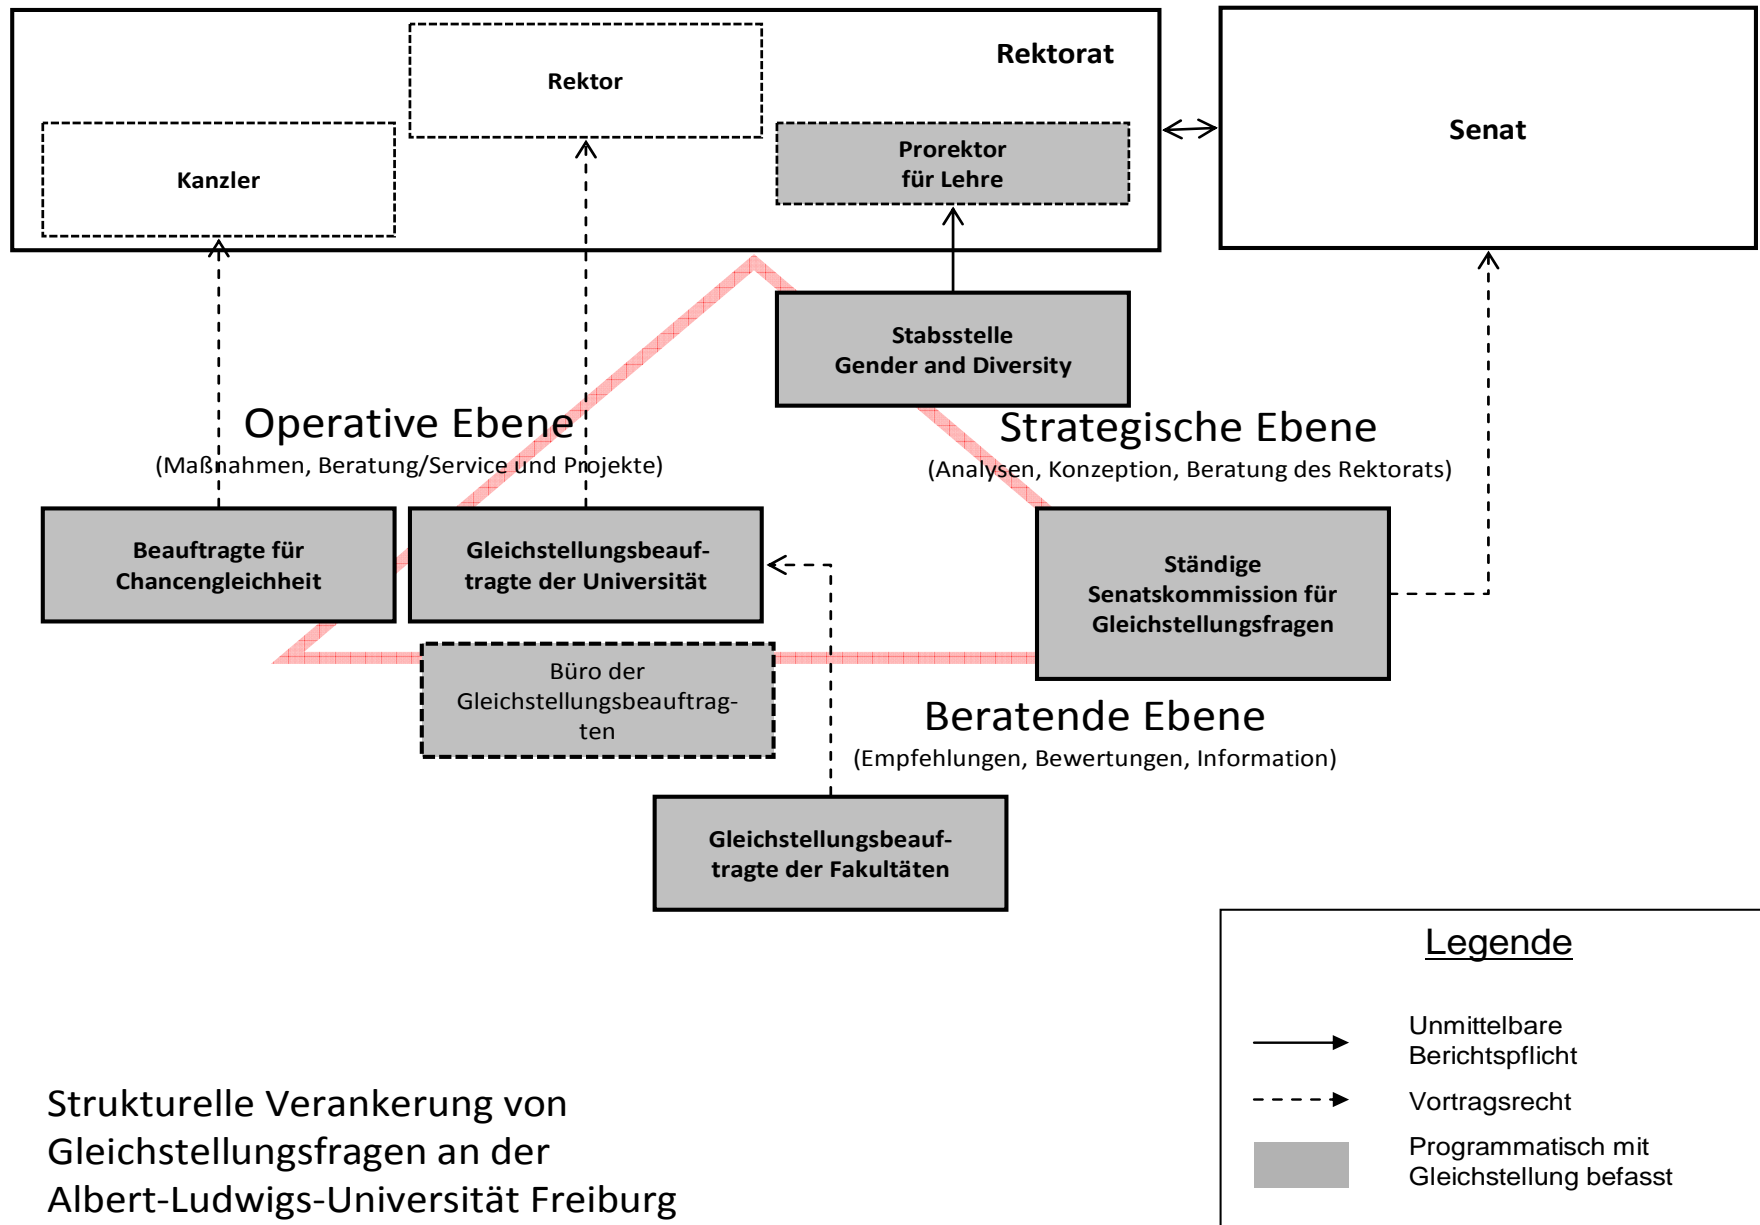 Rektorat
Rektor
Kanzler
Prorektor
für Lehre
Senat
Stabsstelle
Gender and Diversity
Operative Ebene
(Maßnahmen, Beratung/Service und Projekte)
Strategische Ebene
(Analysen, Konzeption, Beratung des Rektorats)
Beauftragte für
Chancengleichheit
Gleichstellungsbeauf-
tragte der Universität
Ständige
Senatskommission für
Gleichstellungsfragen
Büro der
Gleichstellungsbeauftrag-
ten
Beratende Ebene
(Empfehlungen, Bewertungen, Information)
Gleichstellungsbeauf-
tragte der Fakultäten
Legende
Unmittelbare
Berichtspflicht
Vortragsrecht
Programmatisch mit
Gleichstellung befasst
Strukturelle Verankerung von
Gleichstellungsfragen an der
Albert-Ludwigs-Universität Freiburg